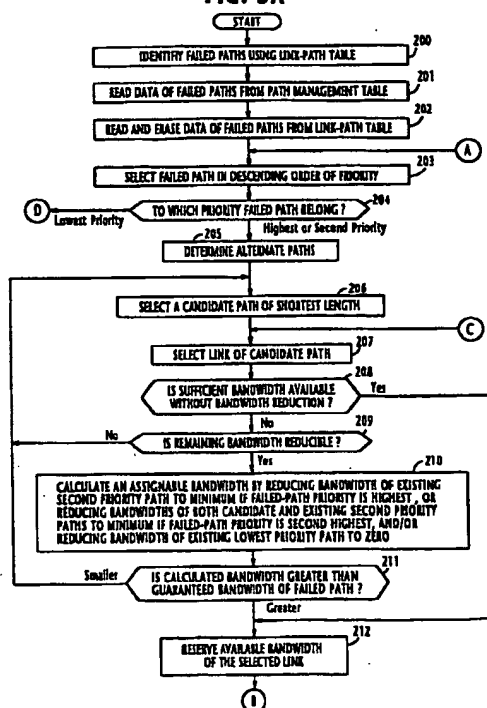 FIG. 3A
START
200
IDENTIFY FAILED PATHS USING LINK-PATH TABLE
201
READ DATA OF FAILED PATHS FROM PATH MANAGEMENT TABLE
202
READ AND ERASE DATA OF FAILED PATHS FROM LINK-PATH TABLE
A
203
SELECT FAILED PATH IN DESCENDING ORDER OF PRIORITY
204
D
TO WHICH PRIORITY FAILED PATH BELONG ?
Lowest Priority
Highest or Second Priority
205
DETERMINE ALTERNATE PATHS
206
SELECT A CANDIDATE PATH OF SHORTEST LENGTH
C
207
SELECT LINK OF CANDIDATE PATH
208
IS SUFFICIENT BANDWIDTH AVAILABLE
WITHOUT BANDWIDTH REDUCTION ?
Yes
No
209
No
IS REMAINING BANDWIDTH REDUCIBLE ?
Yes
210
CALCULATE AN ASSIGNABLE BANDWIDTH BY REDUCING BANDWIDTH OF EXISTING
SECOND PRIORITY PATH TO MINIMUM IF FAILED-PATH PRIORITY IS HIGHEST , OR
REDUCING BANDWIDTHS OF BOTH CANDIDATE AND EXISTING SECOND PRIORITY
PATHS TO MINIMUM IF FAILED-PATH PRIORITY IS SECOND HIGHEST, AND/OR
REDUCING BANDWIDTH OF EXISTING LOWEST PRIORITY PATH TO ZERO
211
Smaller
IS CALCULATED BANDWIDTH GREATER THAN
GUARANTEED BANDWIDTH OF FAILED PATH ?
Greater
212
RESERVE AVAILABLE BANDWIDTH
OF THE SELECTED LINK
B